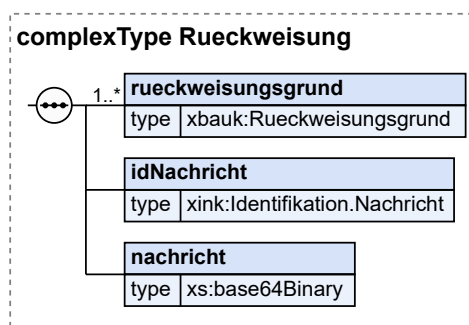 complexType Rueckweisung
1..*
rueckweisungsgrund
type xbauk:Rueckweisungsgrund
idNachricht
type xink:Identifikation.Nachricht
nachricht
type xs:base64Binary